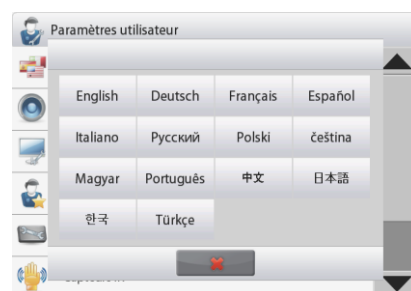 Paramètres utilisateur
English Deutsch Français Español
Italiano Русский Polski čeština
Magyar Português 中文 日本語
한국 Türkçe